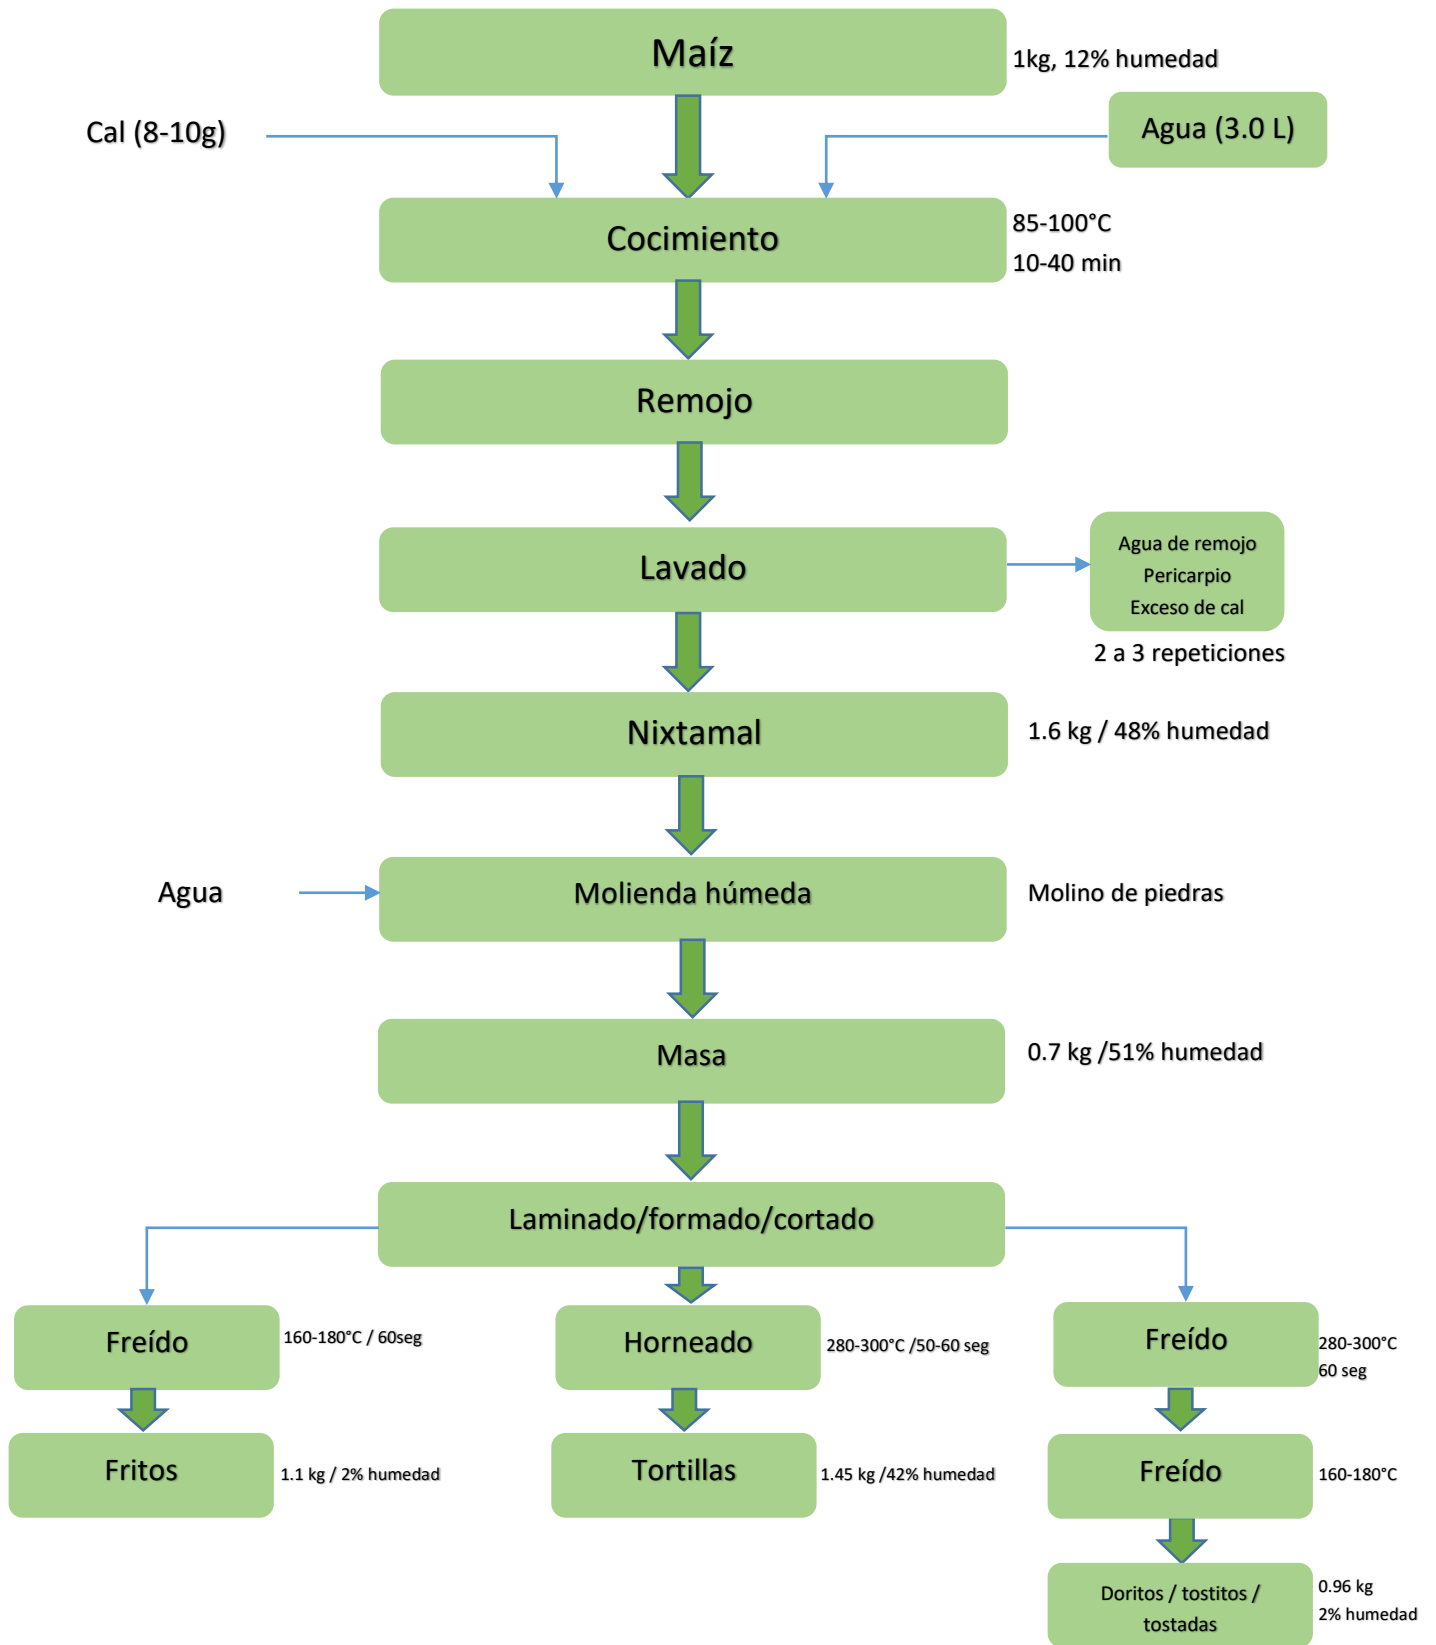 Maíz
1kg, 12% humedad
Cal (8-10g)
Agua (3.0 L)
Cocimiento
85-100°C
10-40 min
Remojo
Lavado
Agua de remojo
Pericarpio
Exceso de cal
2 a 3 repeticiones
Nixtamal
1.6 kg / 48% humedad
Agua
Molienda húmeda
Molino de piedras
Masa
0.7 kg /51% humedad
Laminado/formado/cortado
Freído
160-180°C / 60seg
Horneado
280-300°C /50-60 seg
Freído
280-300°C
60 seg
Fritos
1.1 kg / 2% humedad
Tortillas
1.45 kg /42% humedad
Freído
160-180°C
Doritos / tostitos /
tostadas
0.96 kg
2% humedad